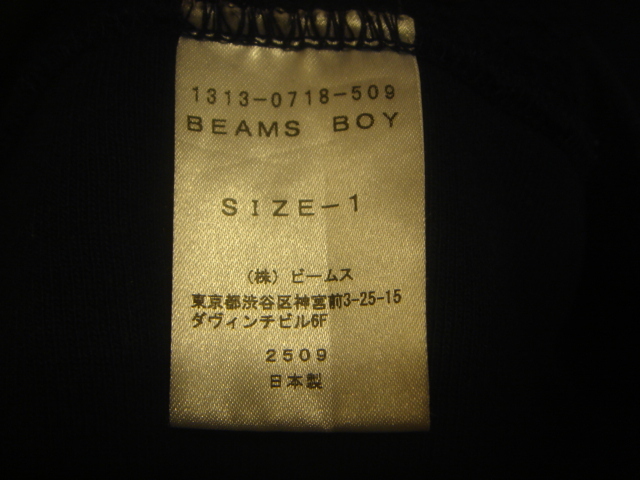 1313-0718-509
BEAMS BOY
SIZE-1
(株) ビームス
東京都渋谷区神宮前3-25-15
ダヴィンチビル6F
2509
日本製